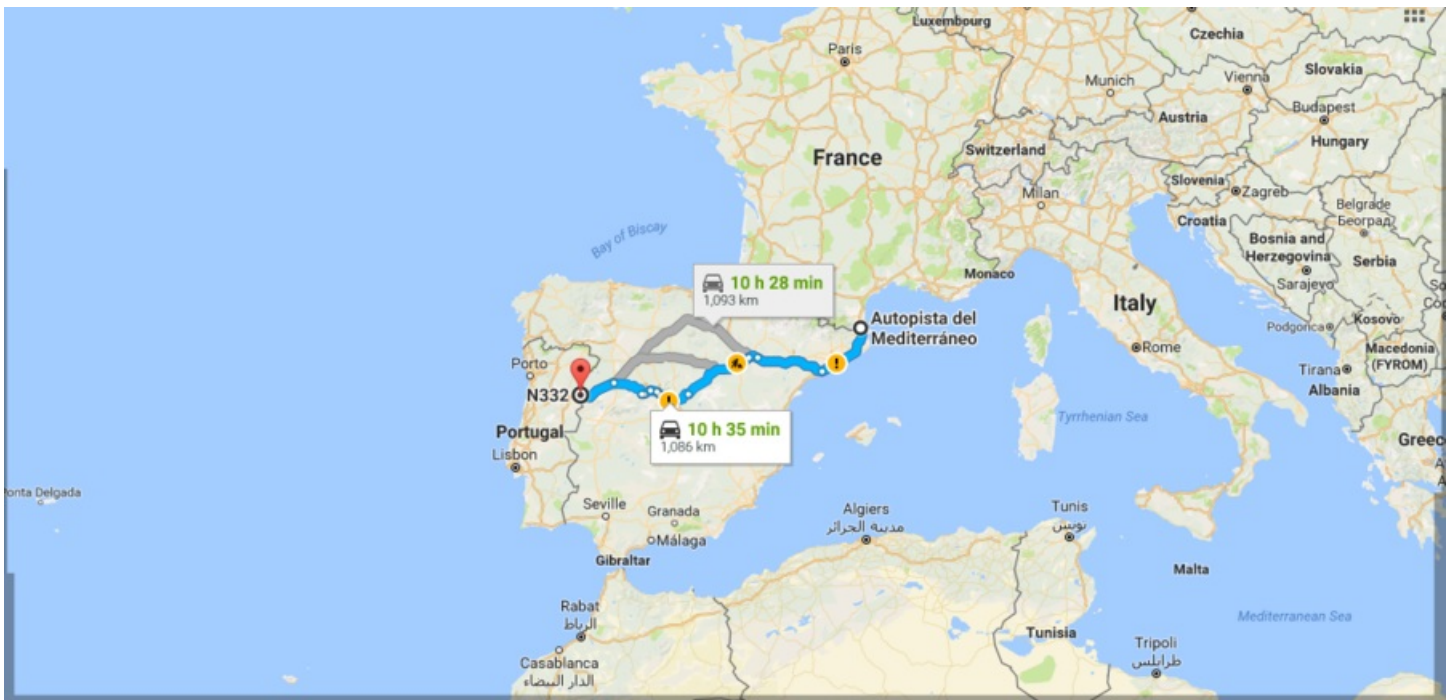 Luxembourg
Czechia
Paris
Slovakia
Munich
Vienna
Budapest
Austria
Hungary
France
Switzerland
Slovenia
Zagreb
Milan
Croatia
Belgrade
Београд
Bay of Biscay
Bosnia and
Herzegovina
Serbia
Sarajevo
Monaco
10 h 28 min
1,093 km
Italy
Autopista del
Mediterráneo
Podgorica
Kosovo
Porto
Rome
Macedonia
(FYROM)
Tirana
Albania
N332
Tyrrhenian Sea
10 h 35 min
1,086 km
Portugal
Lisbon
Greec
onta Delgada
Seville
Granada
Málaga
Algiers
مدينة الجزائر
Tunis
تونس
Gibraltar
Malta
Rabat
الرباط
Mediterranean Sea
Tunisia
Tripoli
طرابلس
Casablanca
الدار البيضاء